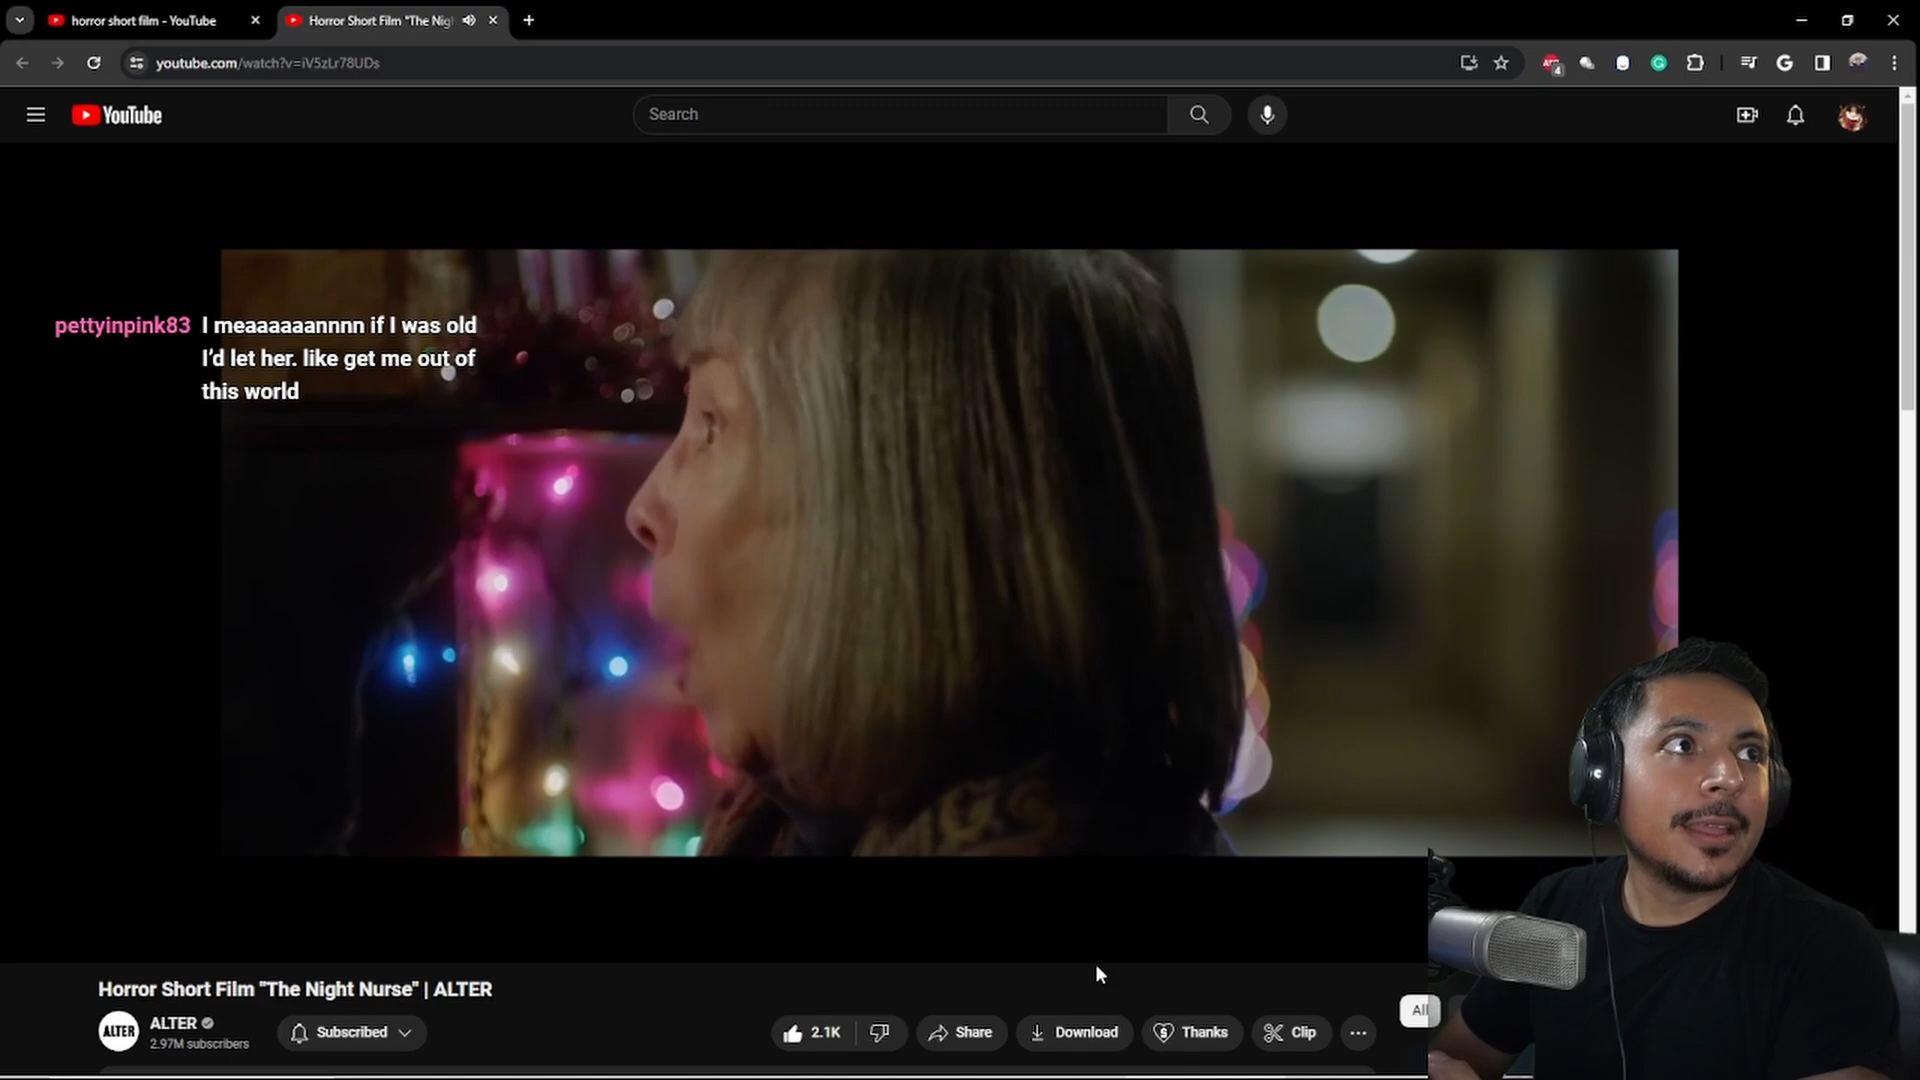 horror short film - YouTube
Horror Short Film "The Nig
youtube.com/watch?v=iV5zLr78UDs
4
YouTube
Search
pettyinpink83 I meaaaaaannnn if I was old
I'd let her. like get me out of
this world
Horror Short Film "The Night Nurse" | ALTER
ALTER
ALTER
2.97M subscribers
Subscribed
2.1K
Share
Download
Thanks
Clip
All